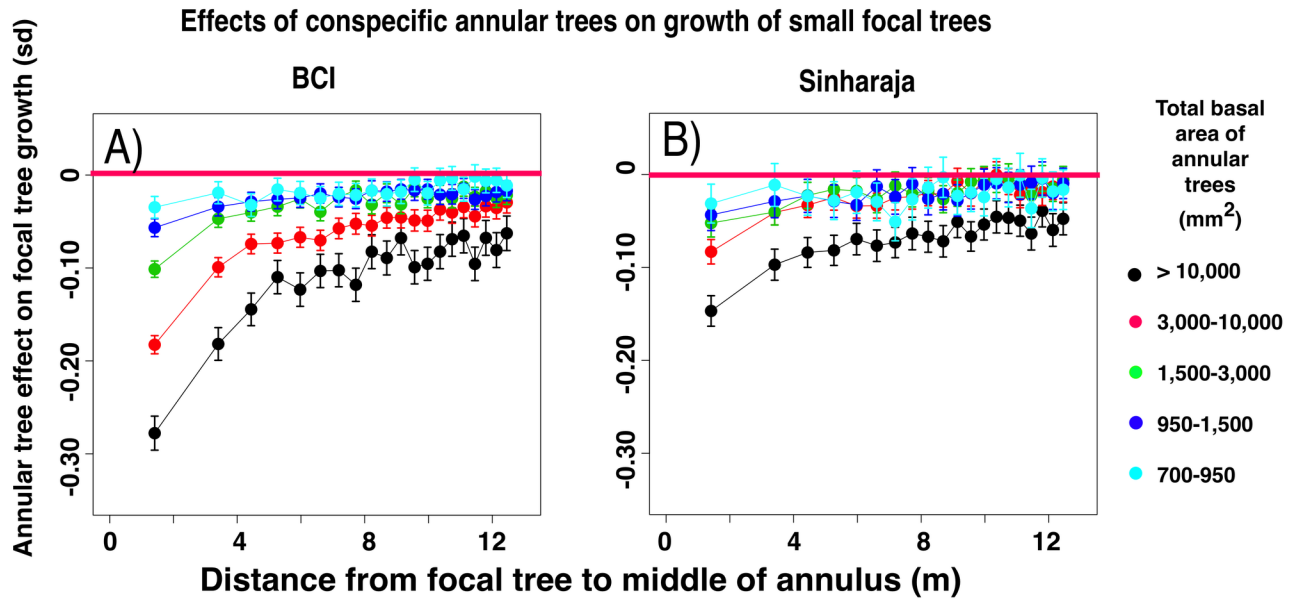 Effects of conspecific annular trees on growth of small focal trees
BCI
Sinharaja
Annular tree effect on focal tree growth (sd)
A)
0
-0.10
-0.20
-0.30
0 4 8 12
B)
0
-0.10
-0.20
-0.30
0 4 8 12
Distance from focal tree to middle of annulus (m)
Total basal
area of
annular
trees
(mm²)
> 10,000
3,000-10,000
1,500-3,000
950-1,500
700-950